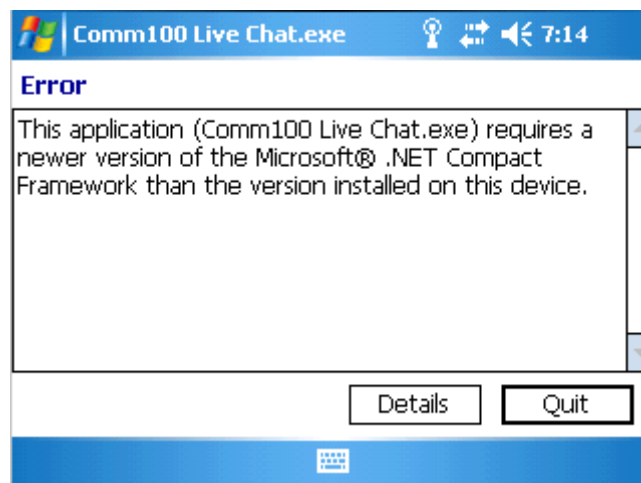 Comm100 Live Chat.exe 7:14
Error
This application (Comm100 Live Chat.exe) requires a
newer version of the Microsoft® .NET Compact
Framework than the version installed on this device.
Details Quit